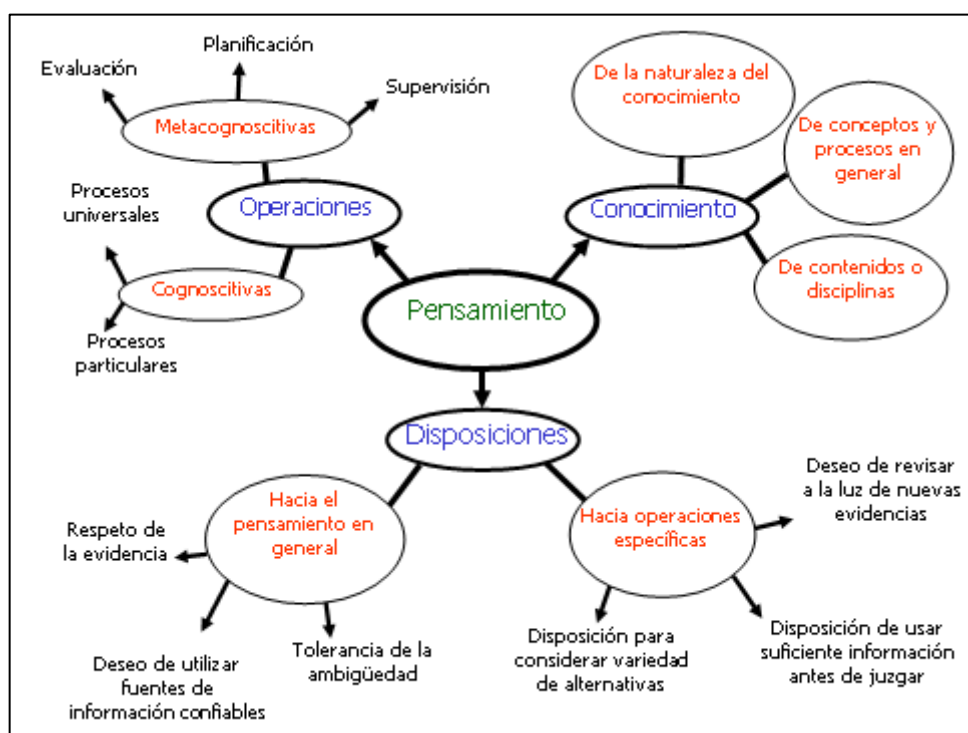 Planificación
Evaluación
Supervisión
Metacognoscitivas
Operaciones
Procesos
universales
Cognoscitivas
Procesos
particulares
De la naturaleza del
conocimiento
De conceptos y
procesos en
general
Conocimiento
De contenidos o
disciplinas
Pensamiento
Disposiciones
Hacia el
pensamiento en
general
Respeto de
la evidencia
Deseo de utilizar
fuentes de
información confiables
Tolerancia de la
ambigüedad
Hacia operaciones
específicas
Deseo de revisar
a la luz de nuevas
evidencias
Disposición para
considerar variedad
de alternativas
Disposición de usar
suficiente información
antes de juzgar